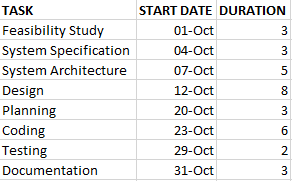 TASK START DATE DURATION
Feasibility Study 01-Oct 3
System Specification 04-Oct 3
System Architecture 07-Oct 5
Design 12-Oct 8
Planning 20-Oct 3
Coding 23-Oct 6
Testing 29-Oct 2
Documentation 31-Oct 3